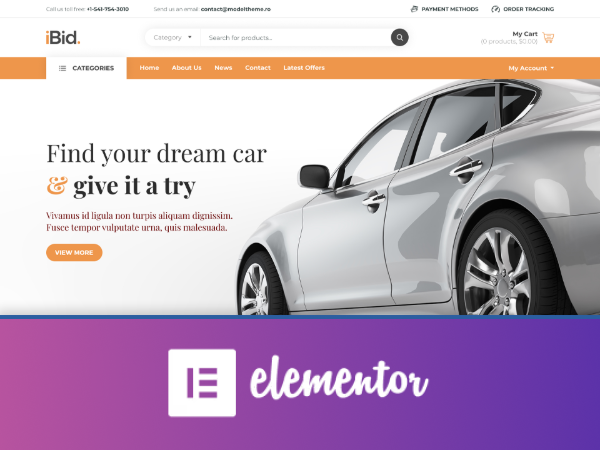 Call us toll free: +1-541-754-3010
Send us an email: contact@modeltheme.ro
PAYMENT METHODS
ORDER TRACKING
iBid.
Category
Search for products...
My Cart
(0 products, $0.00)
CATEGORIES
Home
About Us
News
Contact
Latest Offers
My Account
Find your dream car
& give it a try
Vivamus id ligula non turpis aliquam dignissim.
Fusce tempor vulputate urna, quis malesuada.
VIEW MORE
elementor